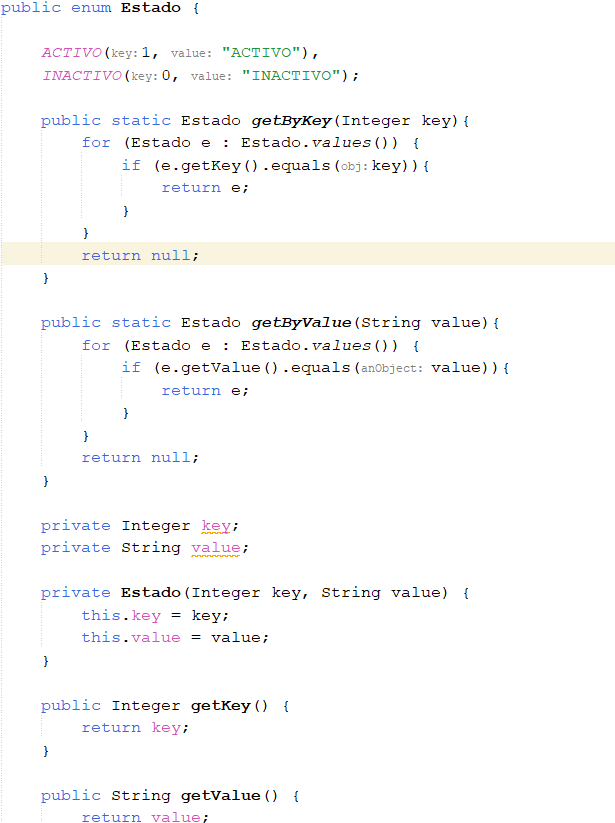 public enum Estado {
ACTIVO(key: 1, value: "ACTIVO"),
INACTIVO(key: 0, value: "INACTIVO");
public static Estado getByKey(Integer key){
for (Estado e : Estado.values()) {
if (e.getKey().equals(obj: key)){
return e;
}
}
return null;
}
public static Estado getByValue(String value){
for (Estado e : Estado.values()) {
if (e.getValue().equals(anObject: value)){
return e;
}
}
return null;
}
private Integer key;
private String value;
private Estado(Integer key, String value) {
this.key = key;
this.value = value;
}
public Integer getKey() {
return key;
}
public String getValue() {
return value;